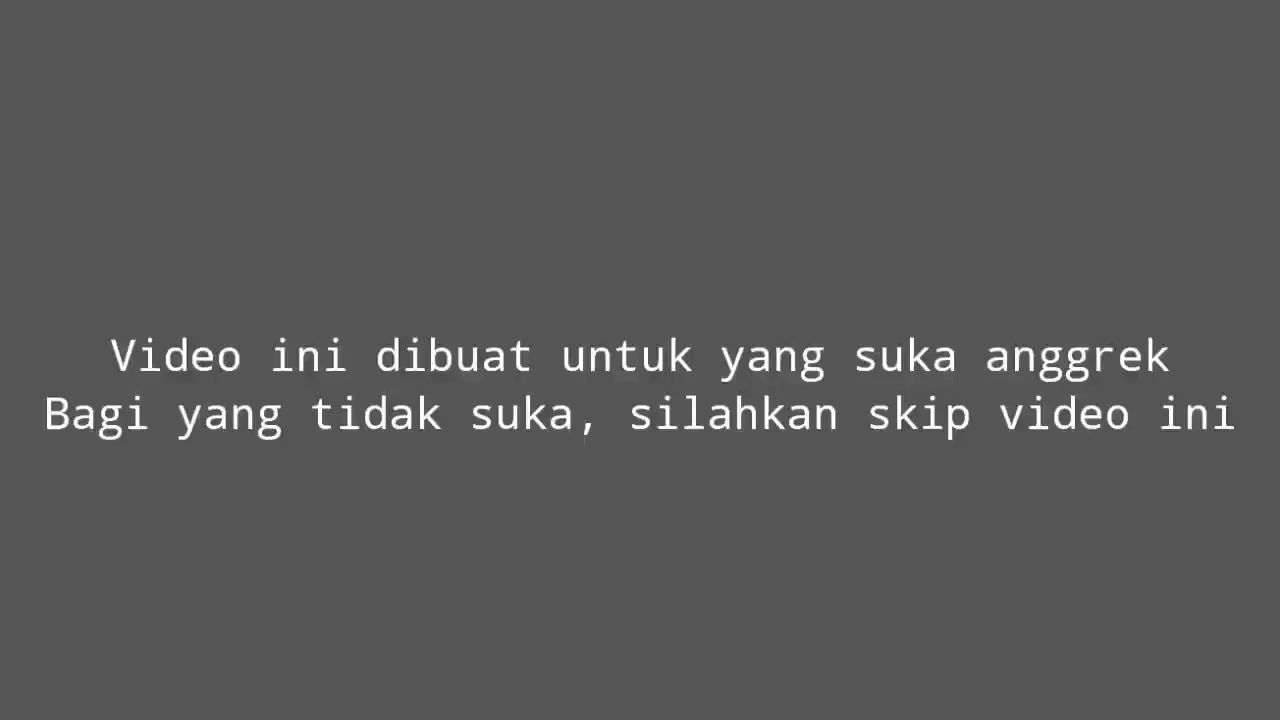 Video ini dibuat untuk yang suka anggrek
Bagi yang tidak suka, silahkan skip video ini